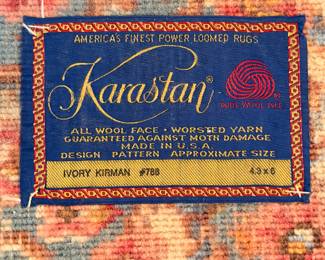 AMERICA'S FINEST POWER LOOMED RUGS
Karastan®
PURE WOOL PILE
ALL WOOL FACE • WORSTED YARN
GUARANTEED AGAINST MOTH DAMAGE
MADE IN U.S.A.
DESIGN PATTERN APPROXIMATE SIZE
IVORY KIRMAN #788 4.3 x 6